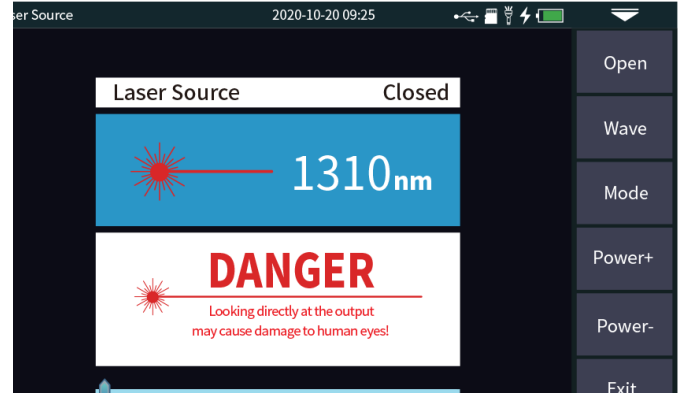 ser Source 2020-10-20 09:25
Open
Laser Source Closed
Wave
1310nm
Mode
DANGER
Power+
Looking directly at the output
may cause damage to human eyes!
Power-
Exit